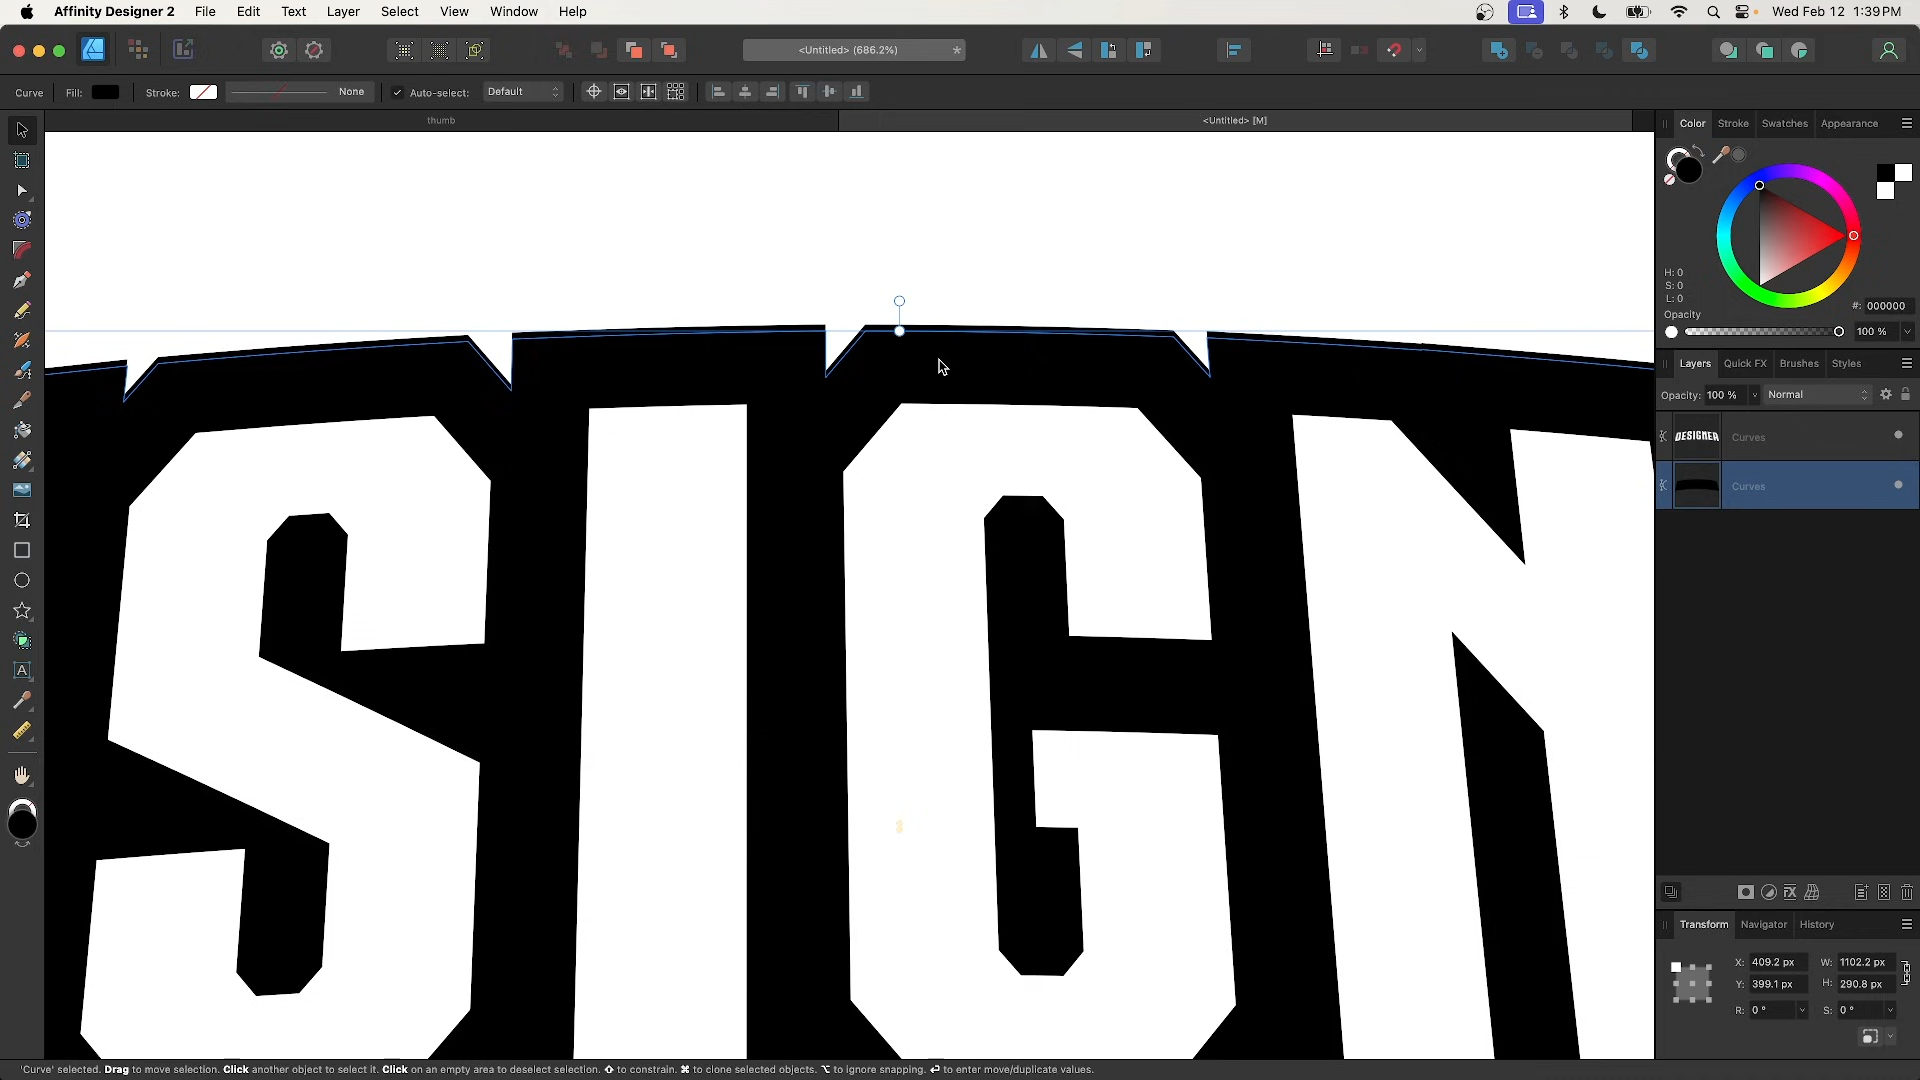 Affinity Designer 2 File Edit Text Layer Select View Window Help Wed Feb 12 1:39 PM
<Untitled> (686.2%) *
Curve Fill: Stroke: None Auto-select: Default
thumb <Untitled> [M]
Color Stroke Swatches Appearance
H: 0
S: 0
L: 0
#: 000000
Opacity
100 %
Layers Quick FX Brushes Styles
Opacity: 100 % Normal
DESIGNER Curves
Curves
SIGN
A
Transform Navigator History
X: 409.2 px W: 1102.2 px
Y: 399.1 px H: 290.8 px
R: 0 ° S: 0 °
'Curve' selected. Drag to move selection. Click another object to select it. Click on an empty area to deselect selection. ⇧ to constrain. ⌘ to clone selected objects. ⌥ to ignore snapping. ⏎ to enter move/duplicate values.